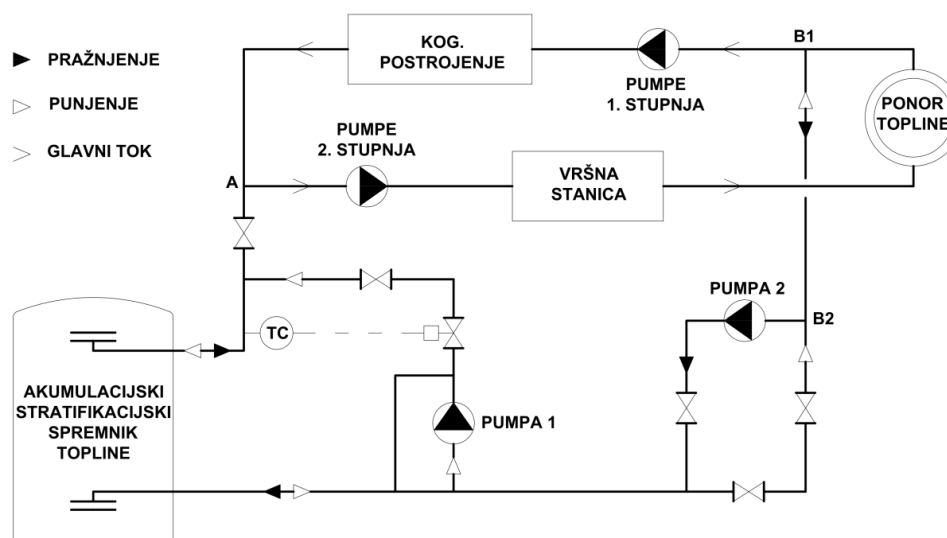 PRAŽNJENJE
PUNJENJE
GLAVNI TOK
KOG.
POSTROJENJE
PUMPE
1. STUPNJA
B1
PONOR
TOPLINE
PUMPE
2. STUPNJA
A
VRŠNA
STANICA
TC
PUMPA 2
B2
AKUMULACIJSKI
STRATIFIKACIJSKI
SPREMNIK
TOPLINE
PUMPA 1